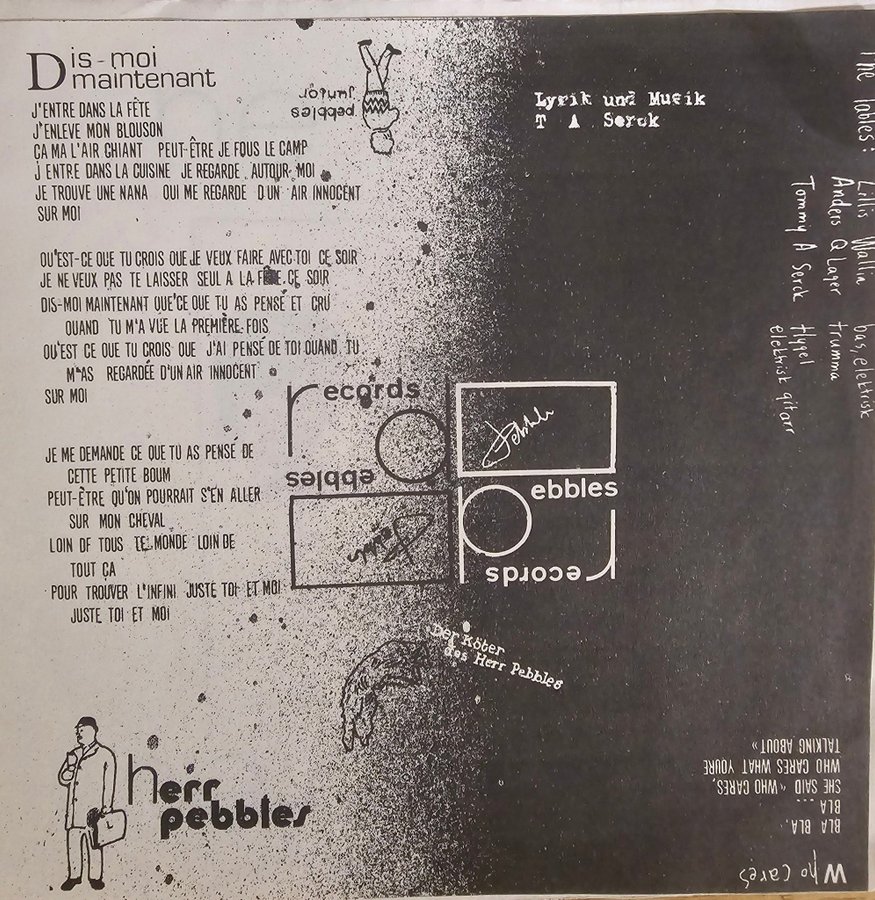 Dis-moi
maintenant
J'ENTRE DANS LA FÊTE
J'ENLEVE MON BLOUSON
ÇA MA L'AIR CHIANT PEUT-ÊTRE JE FOUS LE CAMP
J ENTRE DANS LA CUISINE JE REGARDE AUTOUR MOI
JE TROUVE UNE NANA QUI ME REGARDE D UN AIR INNOCENT
SUR MOI
QU'EST-CE QUE TU CROIS QUE JE VEUX FAIRE AVEC TOI CE SOIR
JE NE VEUX PAS TE LAISSER SEUL A LA FÊTE CE SOIR
DIS-MOI MAINTENANT QUE'CE QUE TU AS PENSÉ ET CRU
QUAND TU M'A VUE LA PREMIÈRE FOIS
QU'EST CE QUE TU CROIS QUE J'AI PENSÉ DE TOI QUAND TU
M'AS REGARDÉE D'UN AIR INNOCENT
SUR MOI
JE ME DEMANDE CE QUE TU AS PENSÉ DE
CETTE PETITE BOUM
PEUT-ÊTRE QU'ON POURRAIT S'EN ALLER
SUR MON CHEVAL
LOIN OF TOUS TE MONDE LOIN DE
TOUT ÇA
POUR TROUVER L'INFINI JUSTE TOI ET MOI
JUSTE TOI ET MOI
pebbles
junior
Lyrik und Musik
T A Serck
The Tables:
Lillis Wallin bas, elektrisk
Anders Q Lager trumma
Tommy A Serck flygel
elektrisk gitarr
records
pebbles
Pebbles
Pebbles
pebbles
records
Der Köter
das Herr Pebbles
herr
pebbles
Who cares
BLA BLA.
BLA ...
SHE SAID «WHO CARES,
WHO CARES WHAT YOURE
TALKING ABOUT»